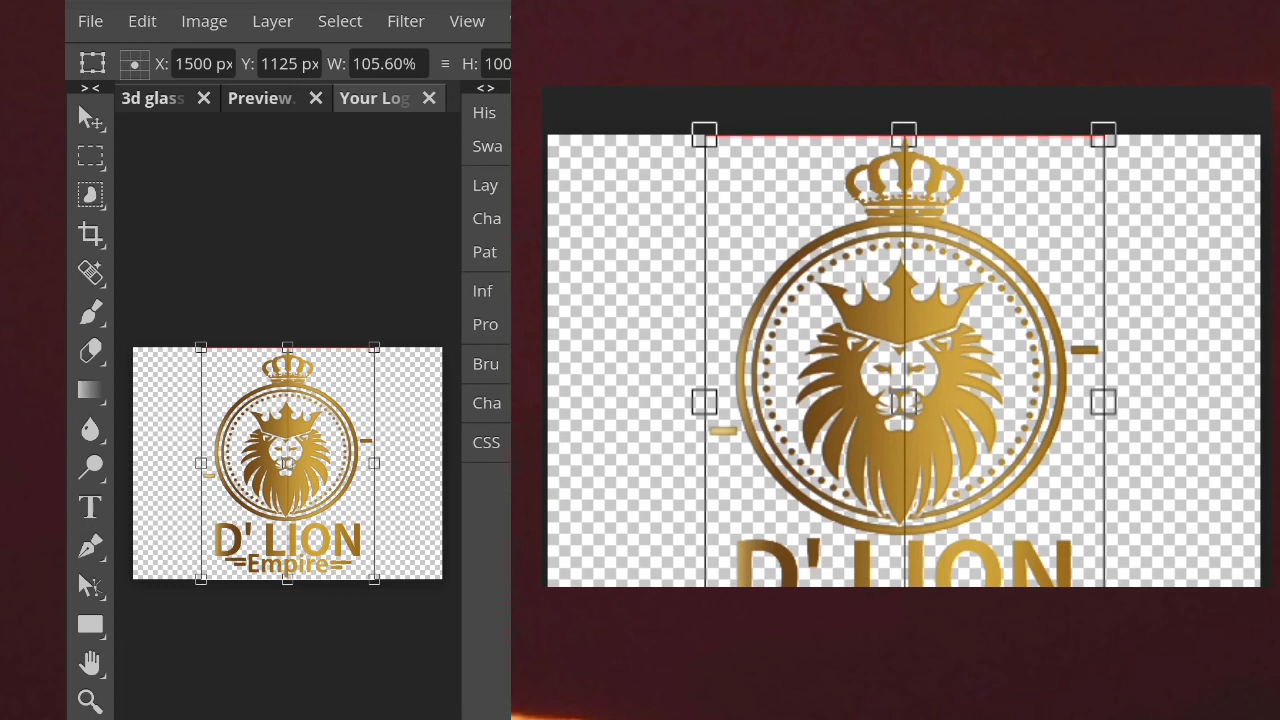 File Edit Image Layer Select Filter View
X: 1500 px Y: 1125 px W: 105.60% H: 100
> < 3d glass Preview. Your Log < >
His
Swa
Lay
Cha
Pat
Inf
Pro
Bru
Cha
CSS
T
D' LION
Empire
D' LION